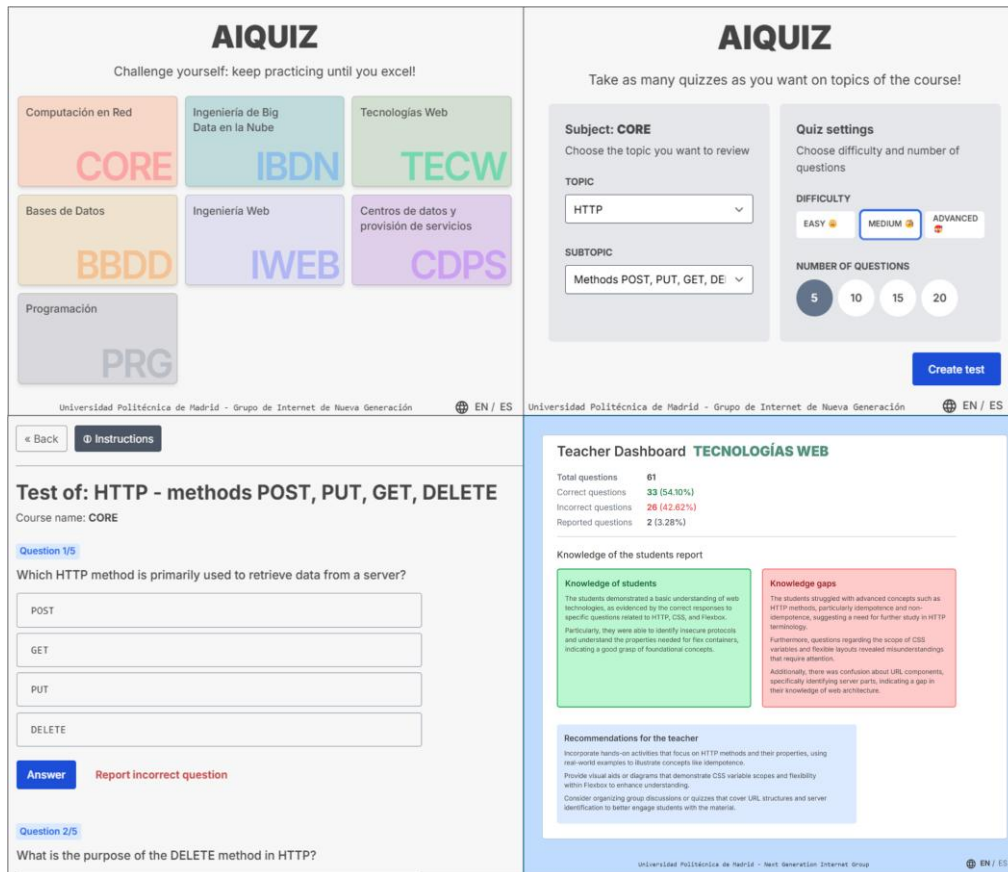 AIQUIZ
Challenge yourself: keep practicing until you excel!
Computación en Red
CORE
Ingeniería de Big
Data en la Nube
IBDN
Tecnologías Web
TECW
Bases de Datos
BBDD
Ingeniería Web
IWEB
Centros de datos y
provisión de servicios
CDPS
Programación
PRG
Universidad Politécnica de Madrid - Grupo de Internet de Nueva Generación
EN / ES
AIQUIZ
Take as many quizzes as you want on topics of the course!
Subject: CORE
Choose the topic you want to review
TOPIC
HTTP
SUBTOPIC
Methods POST, PUT, GET, DE
Quiz settings
Choose difficulty and number of
questions
DIFFICULTY
EASY
MEDIUM
ADVANCED
NUMBER OF QUESTIONS
5 10 15 20
Create test
Universidad Politécnica de Madrid - Grupo de Internet de Nueva Generación
EN / ES
« Back
Instructions
Test of: HTTP - methods POST, PUT, GET, DELETE
Course name: CORE
Question 1/5
Which HTTP method is primarily used to retrieve data from a server?
POST
GET
PUT
DELETE
Answer
Report incorrect question
Question 2/5
What is the purpose of the DELETE method in HTTP?
Teacher Dashboard TECNOLOGÍAS WEB
Total questions 61
Correct questions 33 (54.10%)
Incorrect questions 26 (42.62%)
Reported questions 2 (3.28%)
Knowledge of the students report
Knowledge of students
The students demonstrated a basic understanding of web
technologies, as evidenced by the correct responses to
specific questions related to HTTP, CSS, and Flexbox.
Particularly, they were able to identify insecure protocols
and understand the properties needed for flex containers,
indicating a good grasp of foundational concepts.
Knowledge gaps
The students struggled with advanced concepts such as
HTTP methods, particularly idempotence and non-
idempotence, suggesting a need for further study in HTTP
terminology.
Furthermore, questions regarding the scope of CSS
variables and flexible layouts revealed misunderstandings
that require attention.
Additionally, there was confusion about URL components,
specifically identifying server parts, indicating a gap in
their knowledge of web architecture.
Recommendations for the teacher
Incorporate hands-on activities that focus on HTTP methods and their properties, using
real-world examples to illustrate concepts like idempotence.
Provide visual aids or diagrams that demonstrate CSS variable scopes and flexibility
within Flexbox to enhance understanding.
Consider organizing group discussions or quizzes that cover URL structures and server
identification to better engage students with the material.
Universidad Politécnica de Madrid - Next Generation Internet Group
EN / ES